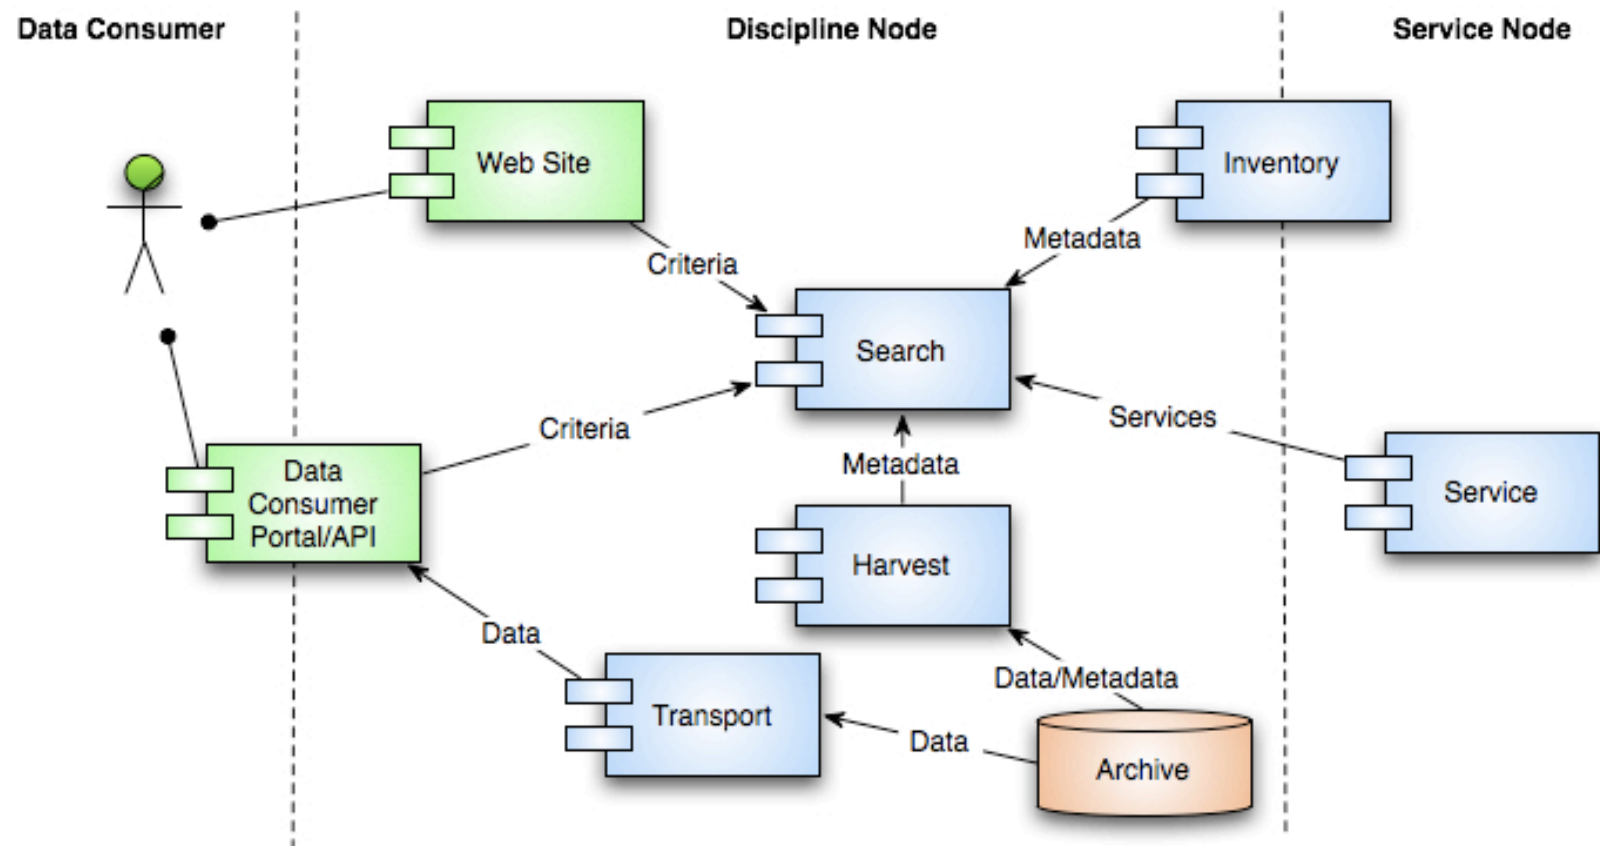 Data Consumer
Discipline Node
Service Node
Web Site
Inventory
Metadata
Criteria
Search
Services
Criteria
Metadata
Data
Consumer
Portal/API
Service
Harvest
Data
Data/Metadata
Transport
Data
Archive